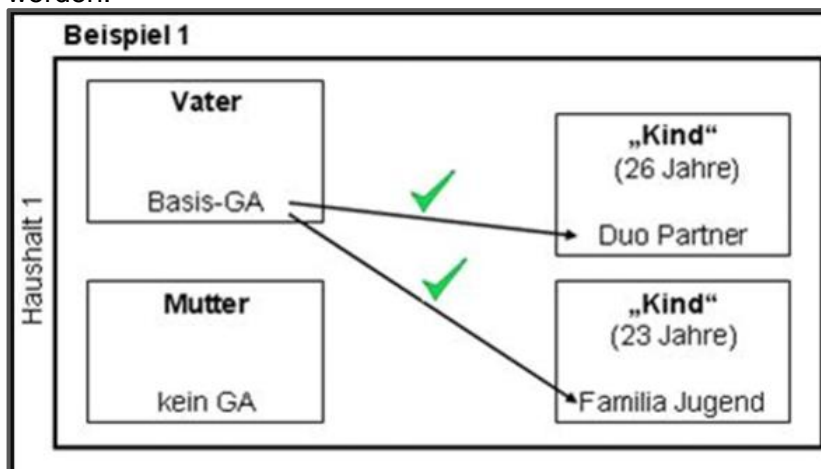 Beispiel 1
Haushalt 1
Vater
Basis-GA
„Kind“
(26 Jahre)
Duo Partner
Mutter
kein GA
„Kind“
(23 Jahre)
Familia Jugend